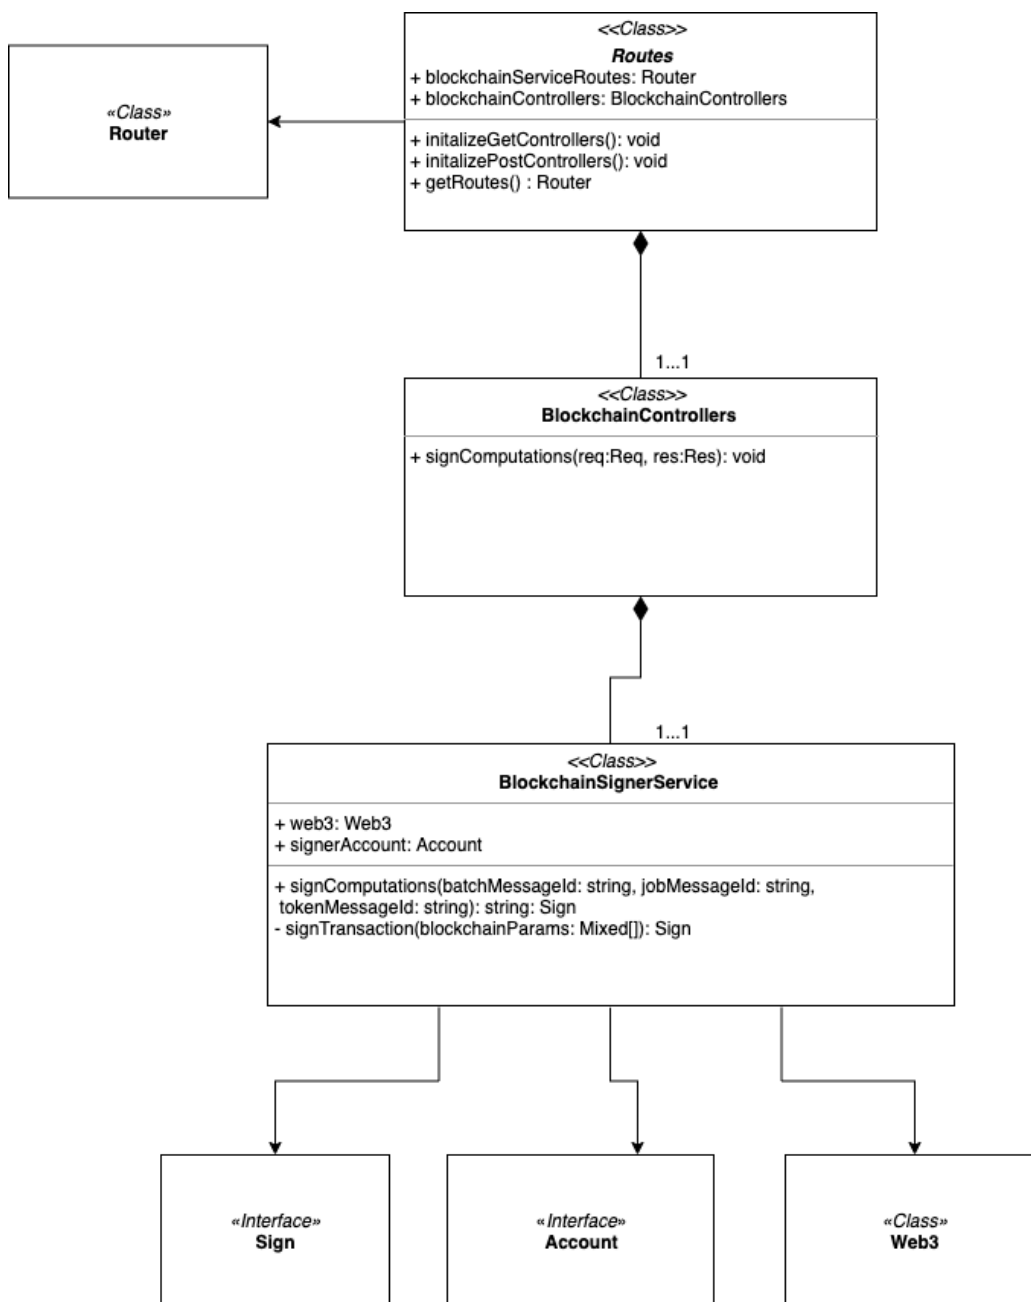 <<Class>>
Routes
+ blockchainServiceRoutes: Router
+ blockchainControllers: BlockchainControllers
+ initalizeGetControllers(): void
+ initalizePostControllers(): void
+ getRoutes() : Router
«Class»
Router
1...1
<<Class>>
BlockchainControllers
+ signComputations(req:Req, res:Res): void
1...1
<<Class>>
BlockchainSignerService
+ web3: Web3
+ signerAccount: Account
+ signComputations(batchMessageId: string, jobMessageId: string,
tokenMessageId: string): string: Sign
- signTransaction(blockchainParams: Mixed[]): Sign
«Interface»
Sign
«Interface»
Account
«Class»
Web3